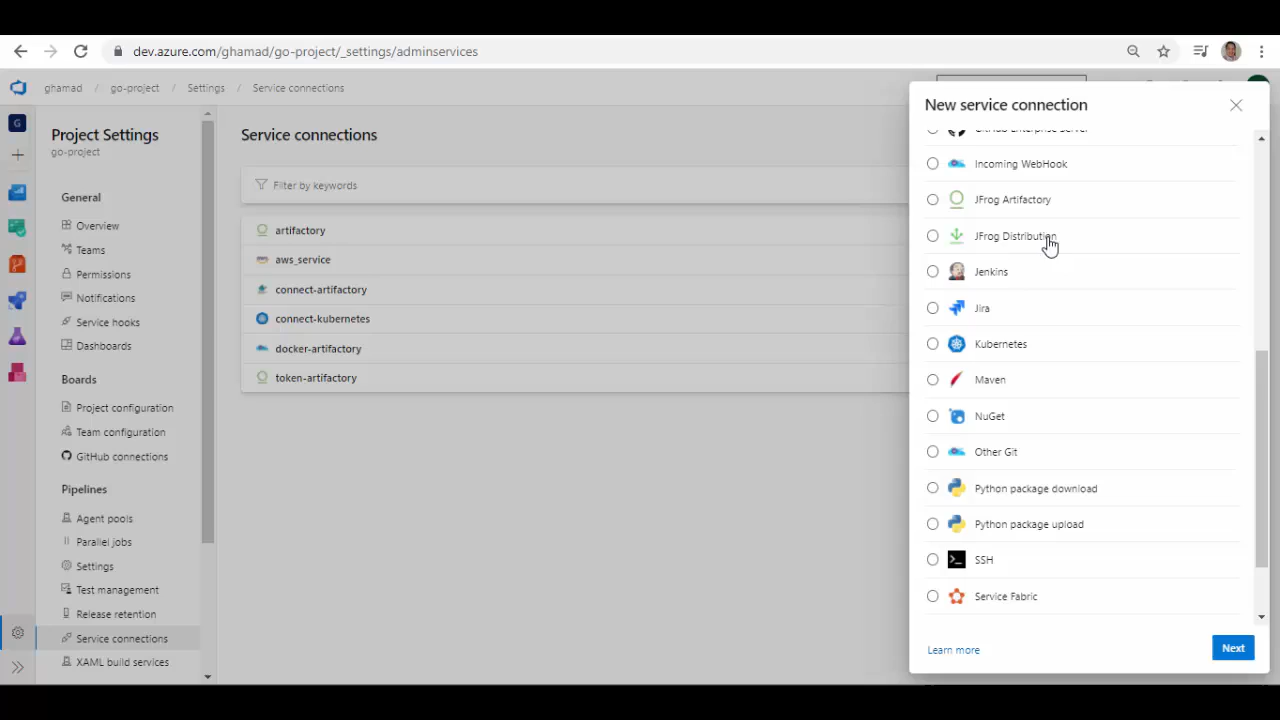 dev.azure.com/ghamad/go-project/_settings/adminservices
ghamad / go-project / Settings / Service connections
G
Project Settings
go-project
General
Overview
Teams
Permissions
Notifications
Service hooks
Dashboards
Boards
Project configuration
Team configuration
GitHub connections
Pipelines
Agent pools
Parallel jobs
Settings
Test management
Release retention
Service connections
XAML build services
Service connections
Filter by keywords
artifactory
aws_service
connect-artifactory
connect-kubernetes
docker-artifactory
token-artifactory
New service connection
GitHub Enterprise Server
Incoming WebHook
JFrog Artifactory
JFrog Distribution
Jenkins
Jira
Kubernetes
Maven
NuGet
Other Git
Python package download
Python package upload
SSH
Service Fabric
Learn more
Next